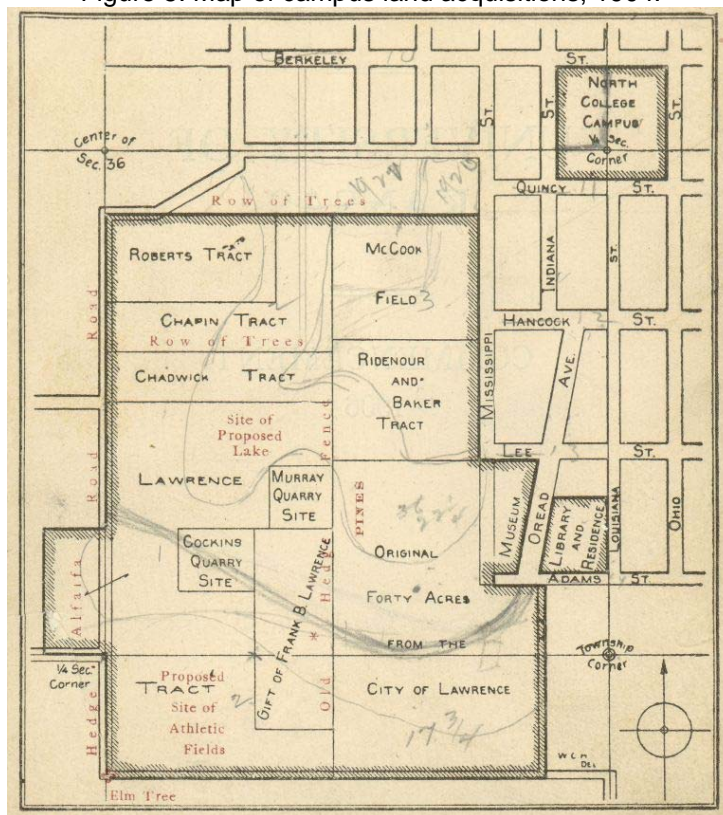 Map of campus land acquisitions,
BERKELEY ST.
NORTH
COLLEGE
CAMPUS
¼ Sec.
Corner
ST.
ST.
ST.
Center of
Sec. 36
1920
QUINCY ST.
Row of Trees
ROBERTS TRACT
MCCOOK
FIELD 3
INDIANA
ST.
Road
CHAPIN TRACT
Row of Trees
HANCOCK ST.
CHADWICK TRACT
RIDENOUR
AND
BAKER
TRACT
MISSISSIPPI
AVE.
Site of
Proposed
Lake
Fence
LEE ST.
LAWRENCE
MURRAY
QUARRY
SITE
PINES
Road
MUSEUM
OREAD
LIBRARY
AND
RESIDENCE
LOUISIANA
OHIO
COCKINS
QUARRY
SITE
ORIGINAL
FORTY ACRES
FROM THE
CITY OF LAWRENCE
ADAMS ST.
Alfalfa
Hedge
GIFT OF FRANK B. LAWRENCE
Township
Corner
¼ Sec.
Corner
TRACT
Proposed
Site of
Athletic
Fields
Old
Hedge
17 3/4
W C H
DEL
Elm Tree